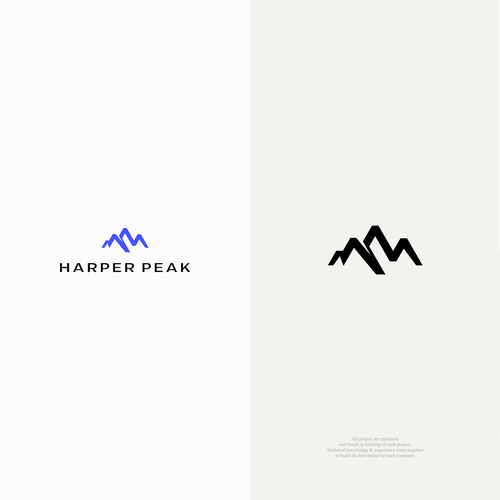 HARPER PEAK
All project are exclusive
and based on briefing of each project.
Technical knowledge & experience come together
to build the best brand for each company.